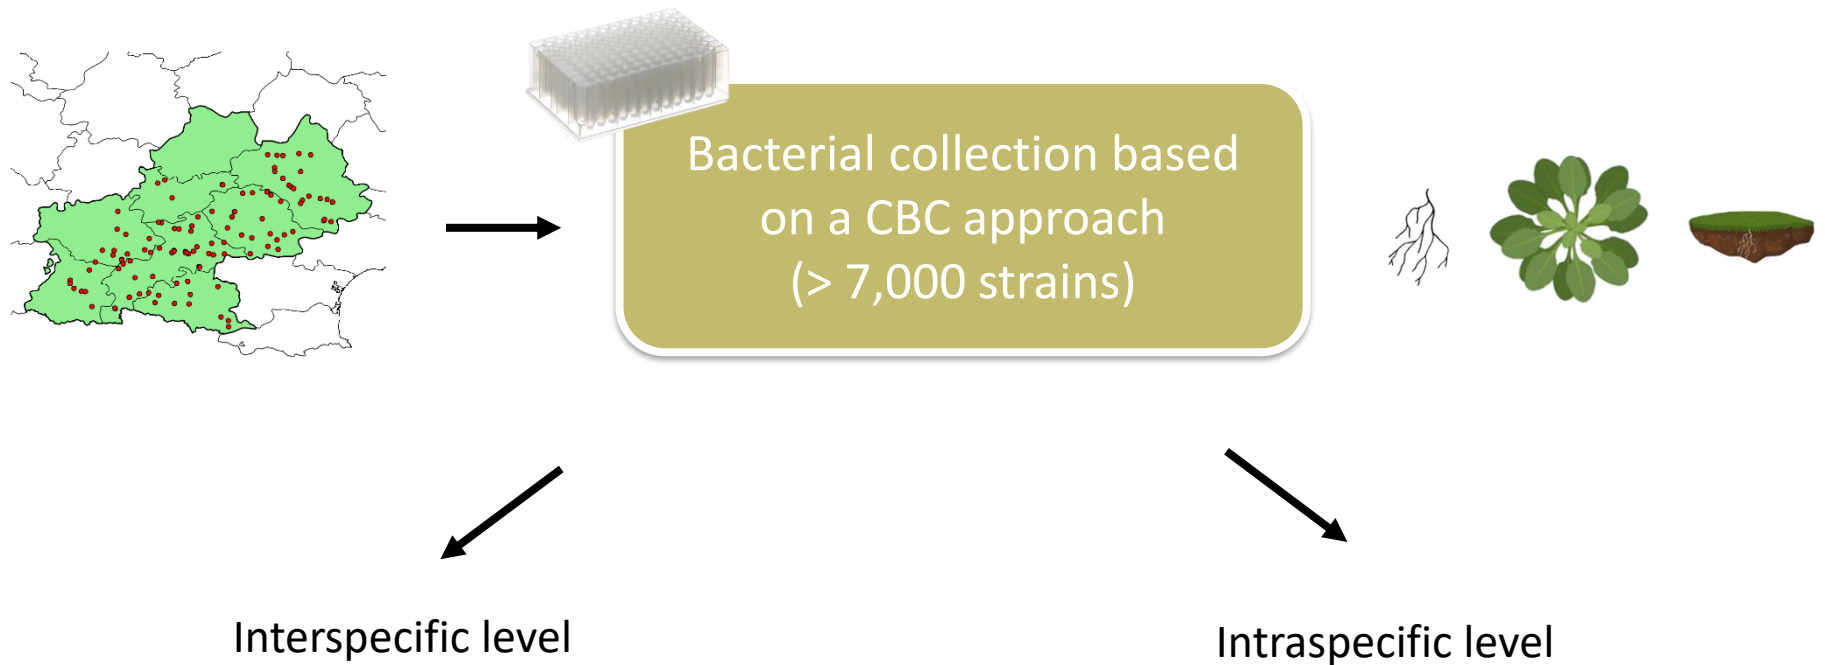 Bacterial collection based
on a CBC approach
(> 7,000 strains)
Interspecific level
Intraspecific level